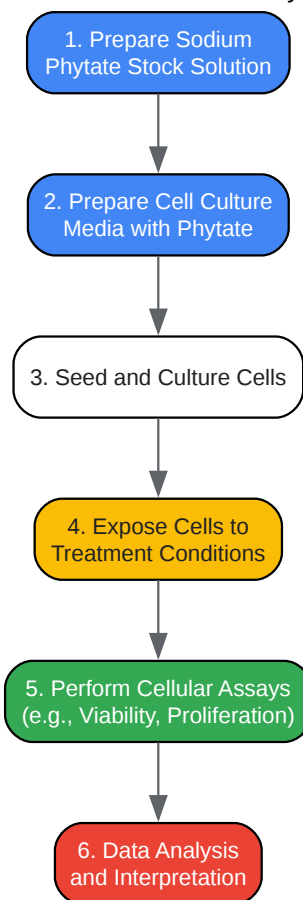 1. Prepare Sodium
Phytate Stock Solution
2. Prepare Cell Culture
Media with Phytate
3. Seed and Culture Cells
4. Expose Cells to
Treatment Conditions
5. Perform Cellular Assays
(e.g., Viability, Proliferation)
6. Data Analysis
and Interpretation